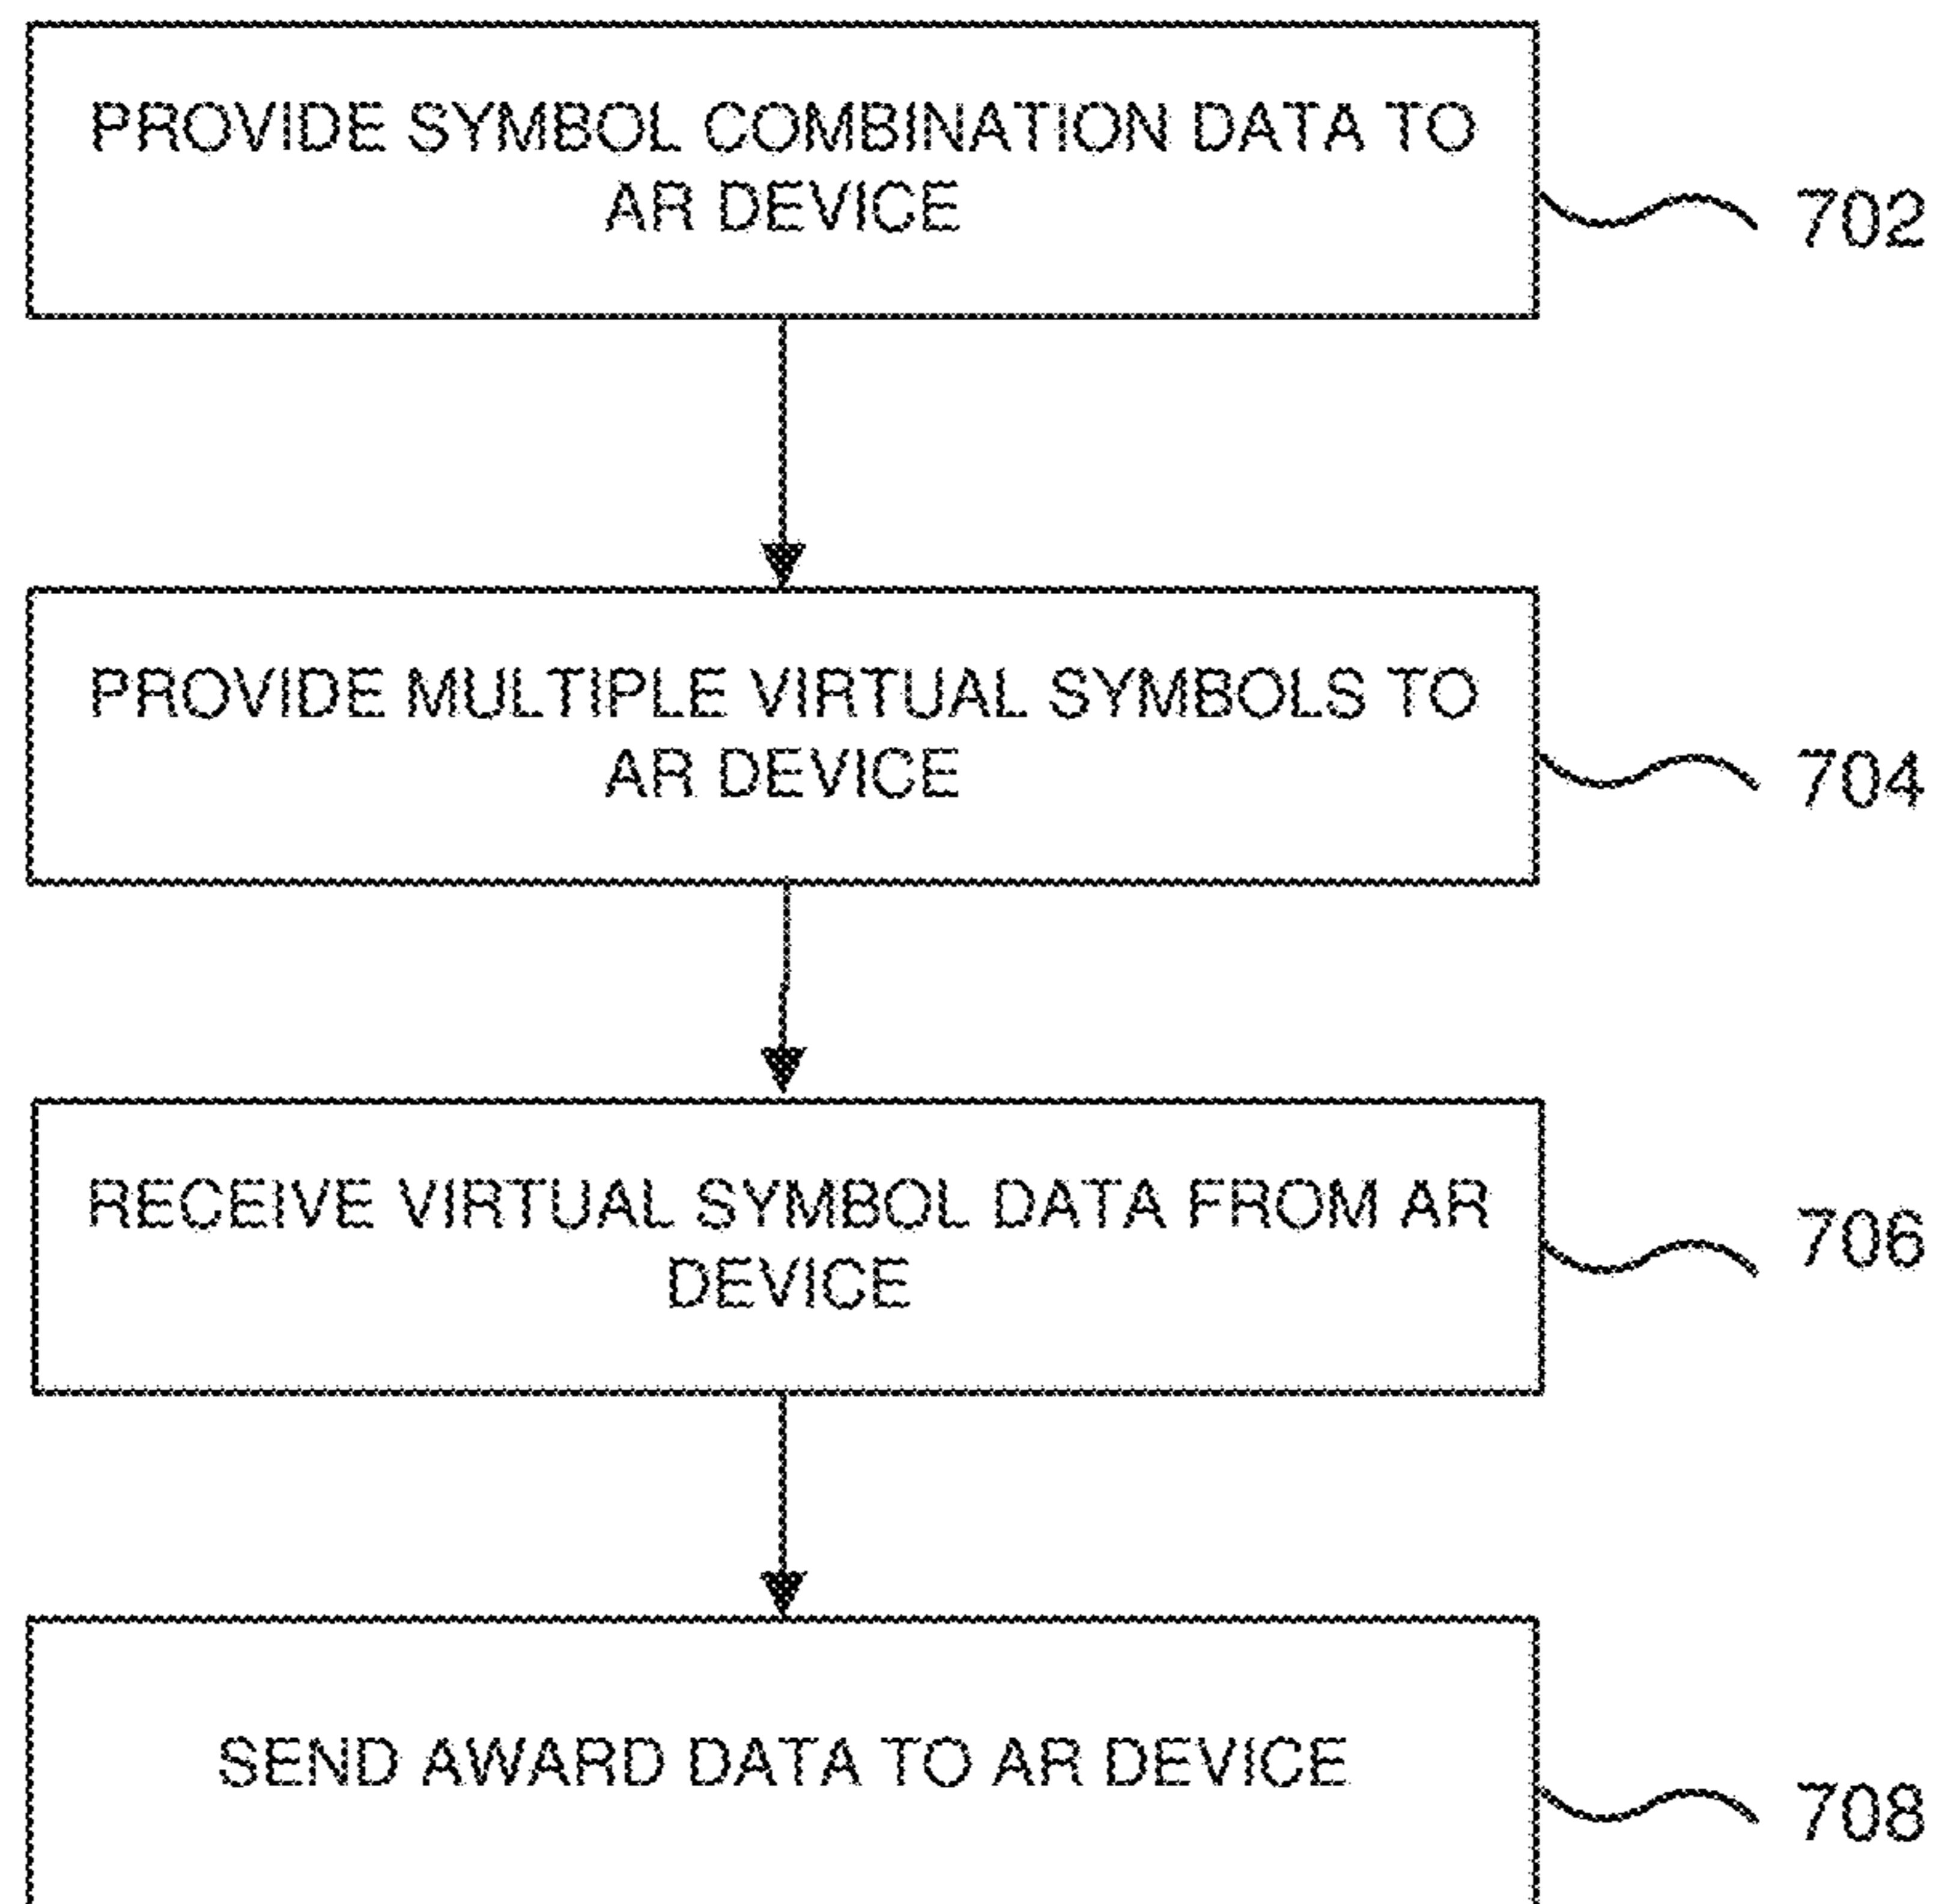 PROVIDE SYMBOL COMBINATION DATA TO
AR DEVICE
702
PROVIDE MULTIPLE VIRTUAL SYMBOLS TO
AR DEVICE
704
RECEIVE VIRTUAL SYMBOL DATA FROM AR
DEVICE
706
SEND AWARD DATA TO AR DEVICE
708